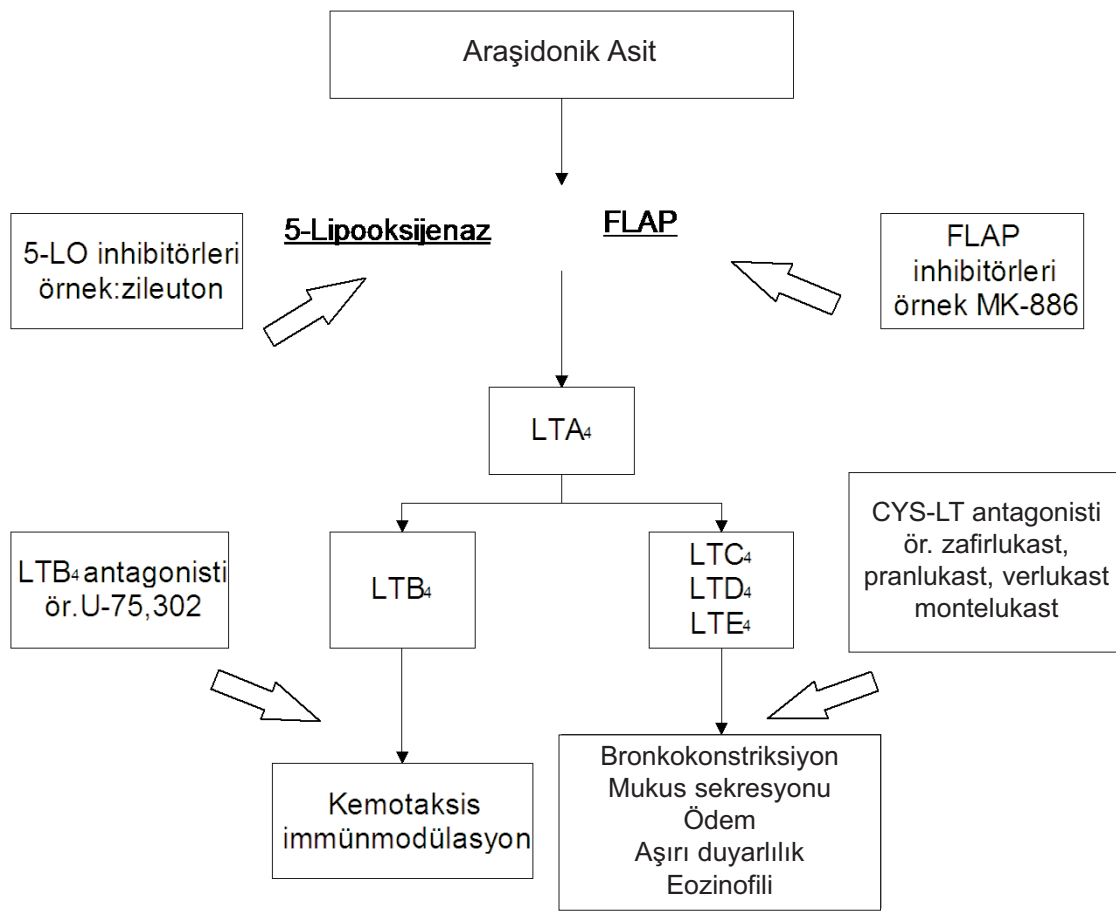 Araşidonik Asit
5-Lipooksijenaz
FLAP
5-LO inhibitörleri
örnek:zileuton
FLAP
inhibitörleri
örnek MK-886
LTA₄
CYS-LT antagonisti
ör. zafirlukast,
pranlukast, verlukast
montelukast
LTB₄ antagonisti
ör.U-75,302
LTB₄
LTC₄
LTD₄
LTE₄
Kemotaksis
immünmodülasyon
Bronkokonstriksiyon
Mukus sekresyonu
Ödem
Aşırı duyarlılık
Eozinofili